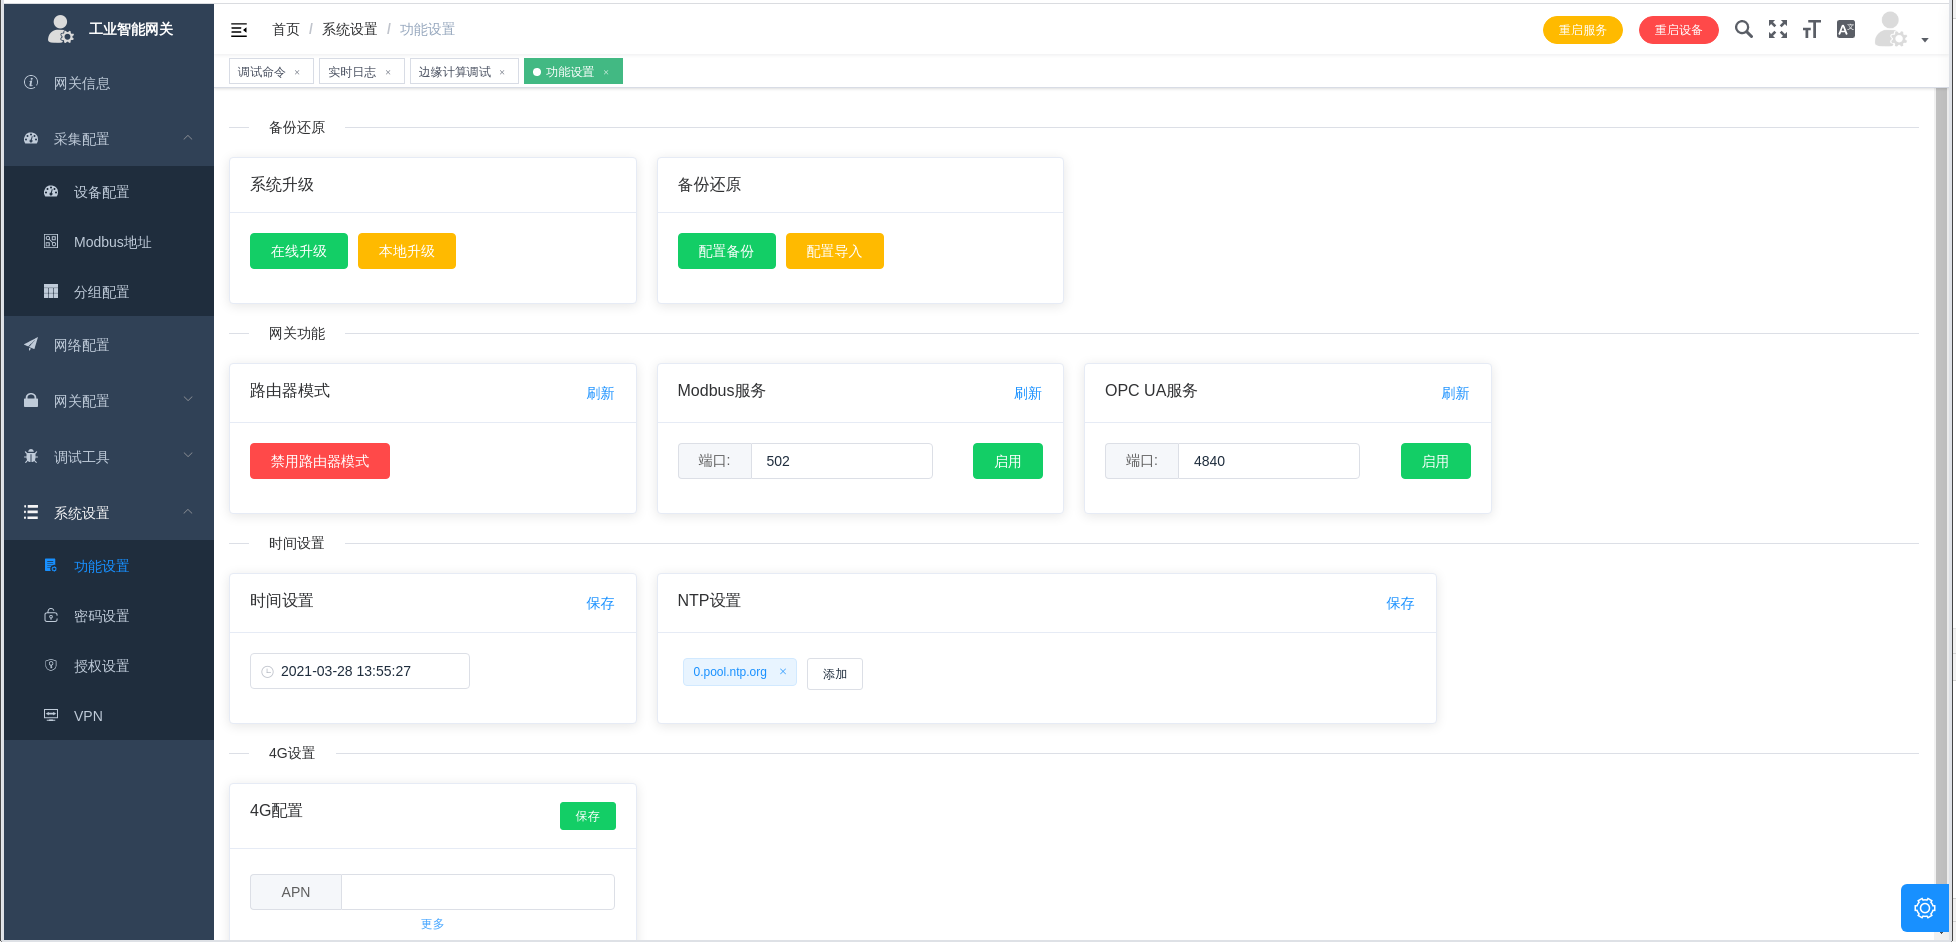 工业智能网关
首页 / 系统设置 / 功能设置
重启服务 重启设备
调试命令 × 实时日志 × 边缘计算调试 × 功能设置 ×
网关信息
采集配置
设备配置
Modbus地址
分组配置
网络配置
网关配置
调试工具
系统设置
功能设置
密码设置
授权设置
VPN
备份还原
系统升级
在线升级 本地升级
备份还原
配置备份 配置导入
网关功能
路由器模式 刷新
禁用路由器模式
Modbus服务 刷新
端口: 502 启用
OPC UA服务 刷新
端口: 4840 启用
时间设置
时间设置 保存
2021-03-28 13:55:27
NTP设置 保存
0.pool.ntp.org × 添加
4G设置
4G配置 保存
APN
更多